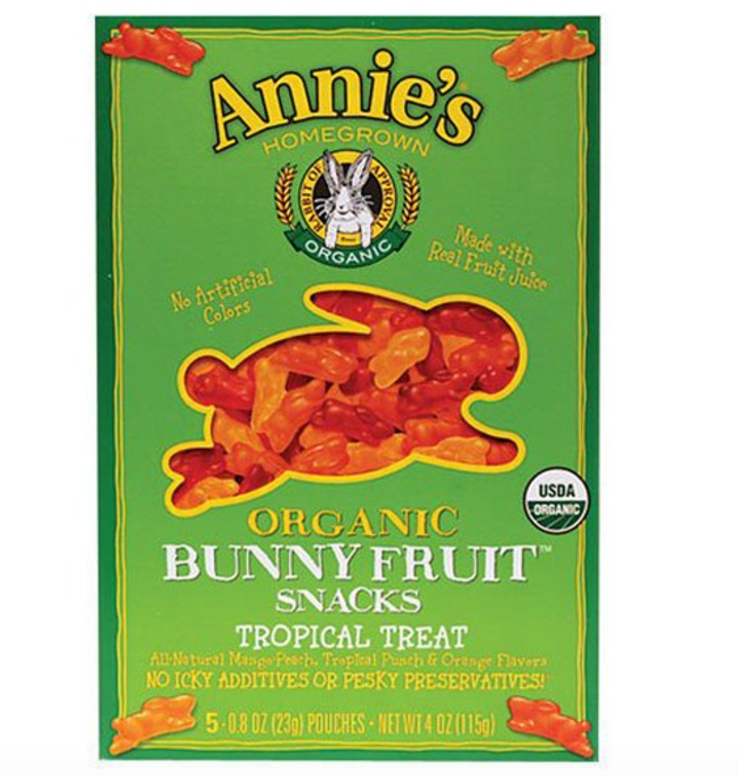 Annie's
HOMEGROWN
RABBIT OF APPROVAL
ORGANIC
Made with
Real Fruit Juice
No Artificial
Colors
USDA
ORGANIC
ORGANIC
BUNNY FRUIT™
SNACKS
TROPICAL TREAT
All-Natural Mango-Peach, Tropical Punch & Orange Flavors
NO ICKY ADDITIVES OR PESKY PRESERVATIVES!
5 - 0.8 OZ (23g) POUCHES • NET WT 4 OZ (115g)